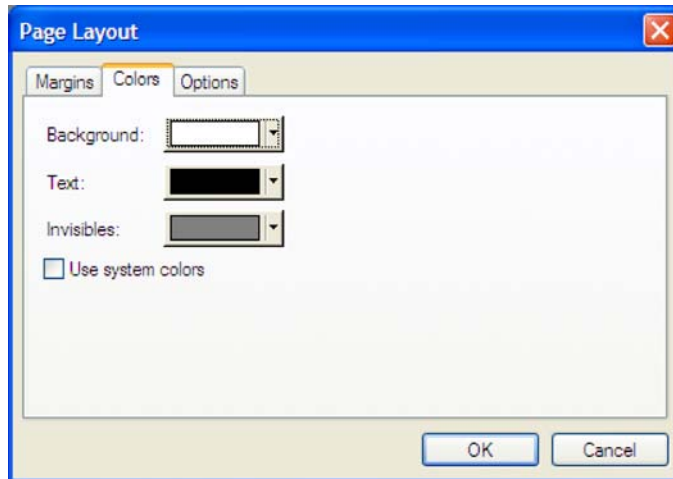 Page Layout
Margins Colors Options
Background:
Text:
Invisibles:
Use system colors
OK Cancel